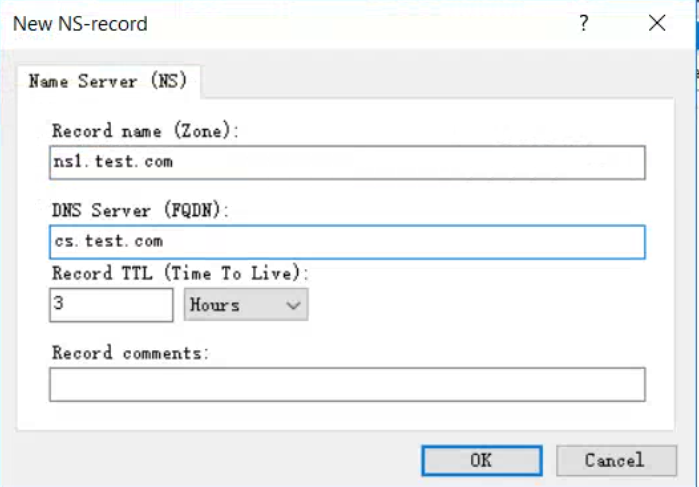 New NS-record
?
Name Server (NS)
Record name (Zone):
ns1.test.com
DNS Server (FQDN):
cs.test.com
Record TTL (Time To Live):
3 Hours
Record comments:
OK Cancel